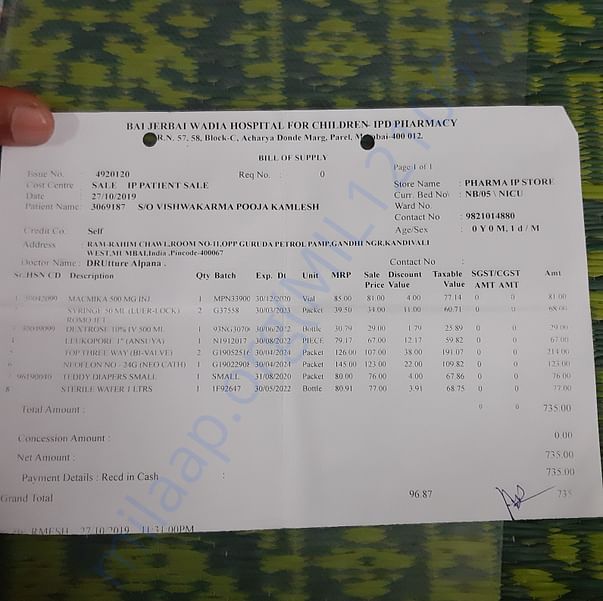 BAI JERBAI WADIA HOSPITAL FOR CHILDREN- IPD PHARMACY
R.N. 57, 58, Block-C, Acharya Donde Marg, Parel, Mumbai-400 012.
BILL OF SUPPLY
Page 1 of 1
Issue No. : 4920120 Req No. : 0
Cost Centre : SALE IP PATIENT SALE Store Name : PHARMA IP STORE
Date : 27/10/2019 Curr. Bed No\ : NB/05 \ NICU
Patient Name: 3069187 S/O VISHWAKARMA POOJA KAMLESH Ward No.
Contact No : 9821014880
Credit Co. : Self Age/Sex : 0 Y 0 M, 1 d / M
Address : RAM-RAHIM CHAWL,ROOM NO-11,OPP GURUDA PETROL PAMP,GANDHI NGR,KANDIVALI
WEST,MUMBAI,India ,Pincode-400067
Doctor Name : DRUtture Alpana . Contact No :
Sr. HSN CD Description Qty Batch Exp. Dt Unit MRP Sale Price Discount Value Taxable Value SGST/CGST AMT AMT Amt
30042099 MACMIKA 500 MG INJ 1 MPN33900 30/12/2020 Vial 85.00 81.00 4.00 77.14 0 0 81.00
SYRINGE 50 ML (LUER-LOCK) 2 G37558 30/03/2023 Packet 39.50 34.00 11.00 60.71 0 0 68.00
ROMO JET
30049099 DEXTROSE 10% IV 500 ML 1 30/06/2022 Bottle 30.79 29.00 1.79 25.89 0 0 29.00
LEUKOPORE 1" (ANSUYA) 1 N1912017 PIECE 79.17 67.00 12.17 59.82 0 0 67.00
TOP THREE WAY (BI-VALVE) 2 30/04/2024 Packet 126.00 107.00 38.00 191.07 0 0 214.00
NEOFLON NO - 24G (NEO CATH) 1 30/04/2024 Packet 145.00 123.00 22.00 109.82 0 0 123.00
7 96190010 TEDDY DIAPERS SMALL 1 SMALL 31/08/2020 Packet 80.00 76.00 4.00 67.86 0 0 76.00
8 STERILE WATER 1 LTRS 1 1F92647 30/05/2022 Bottle 80.91 77.00 3.91 68.75 0 0 77.00
Total Amount : 0 0 735.00
Concession Amount : 0.00
Net Amount : 735.00
Payment Details : Recd in Cash : 735.00
Grand Total 96.87 735
RMESH 27/10/2019 11:31:00PM